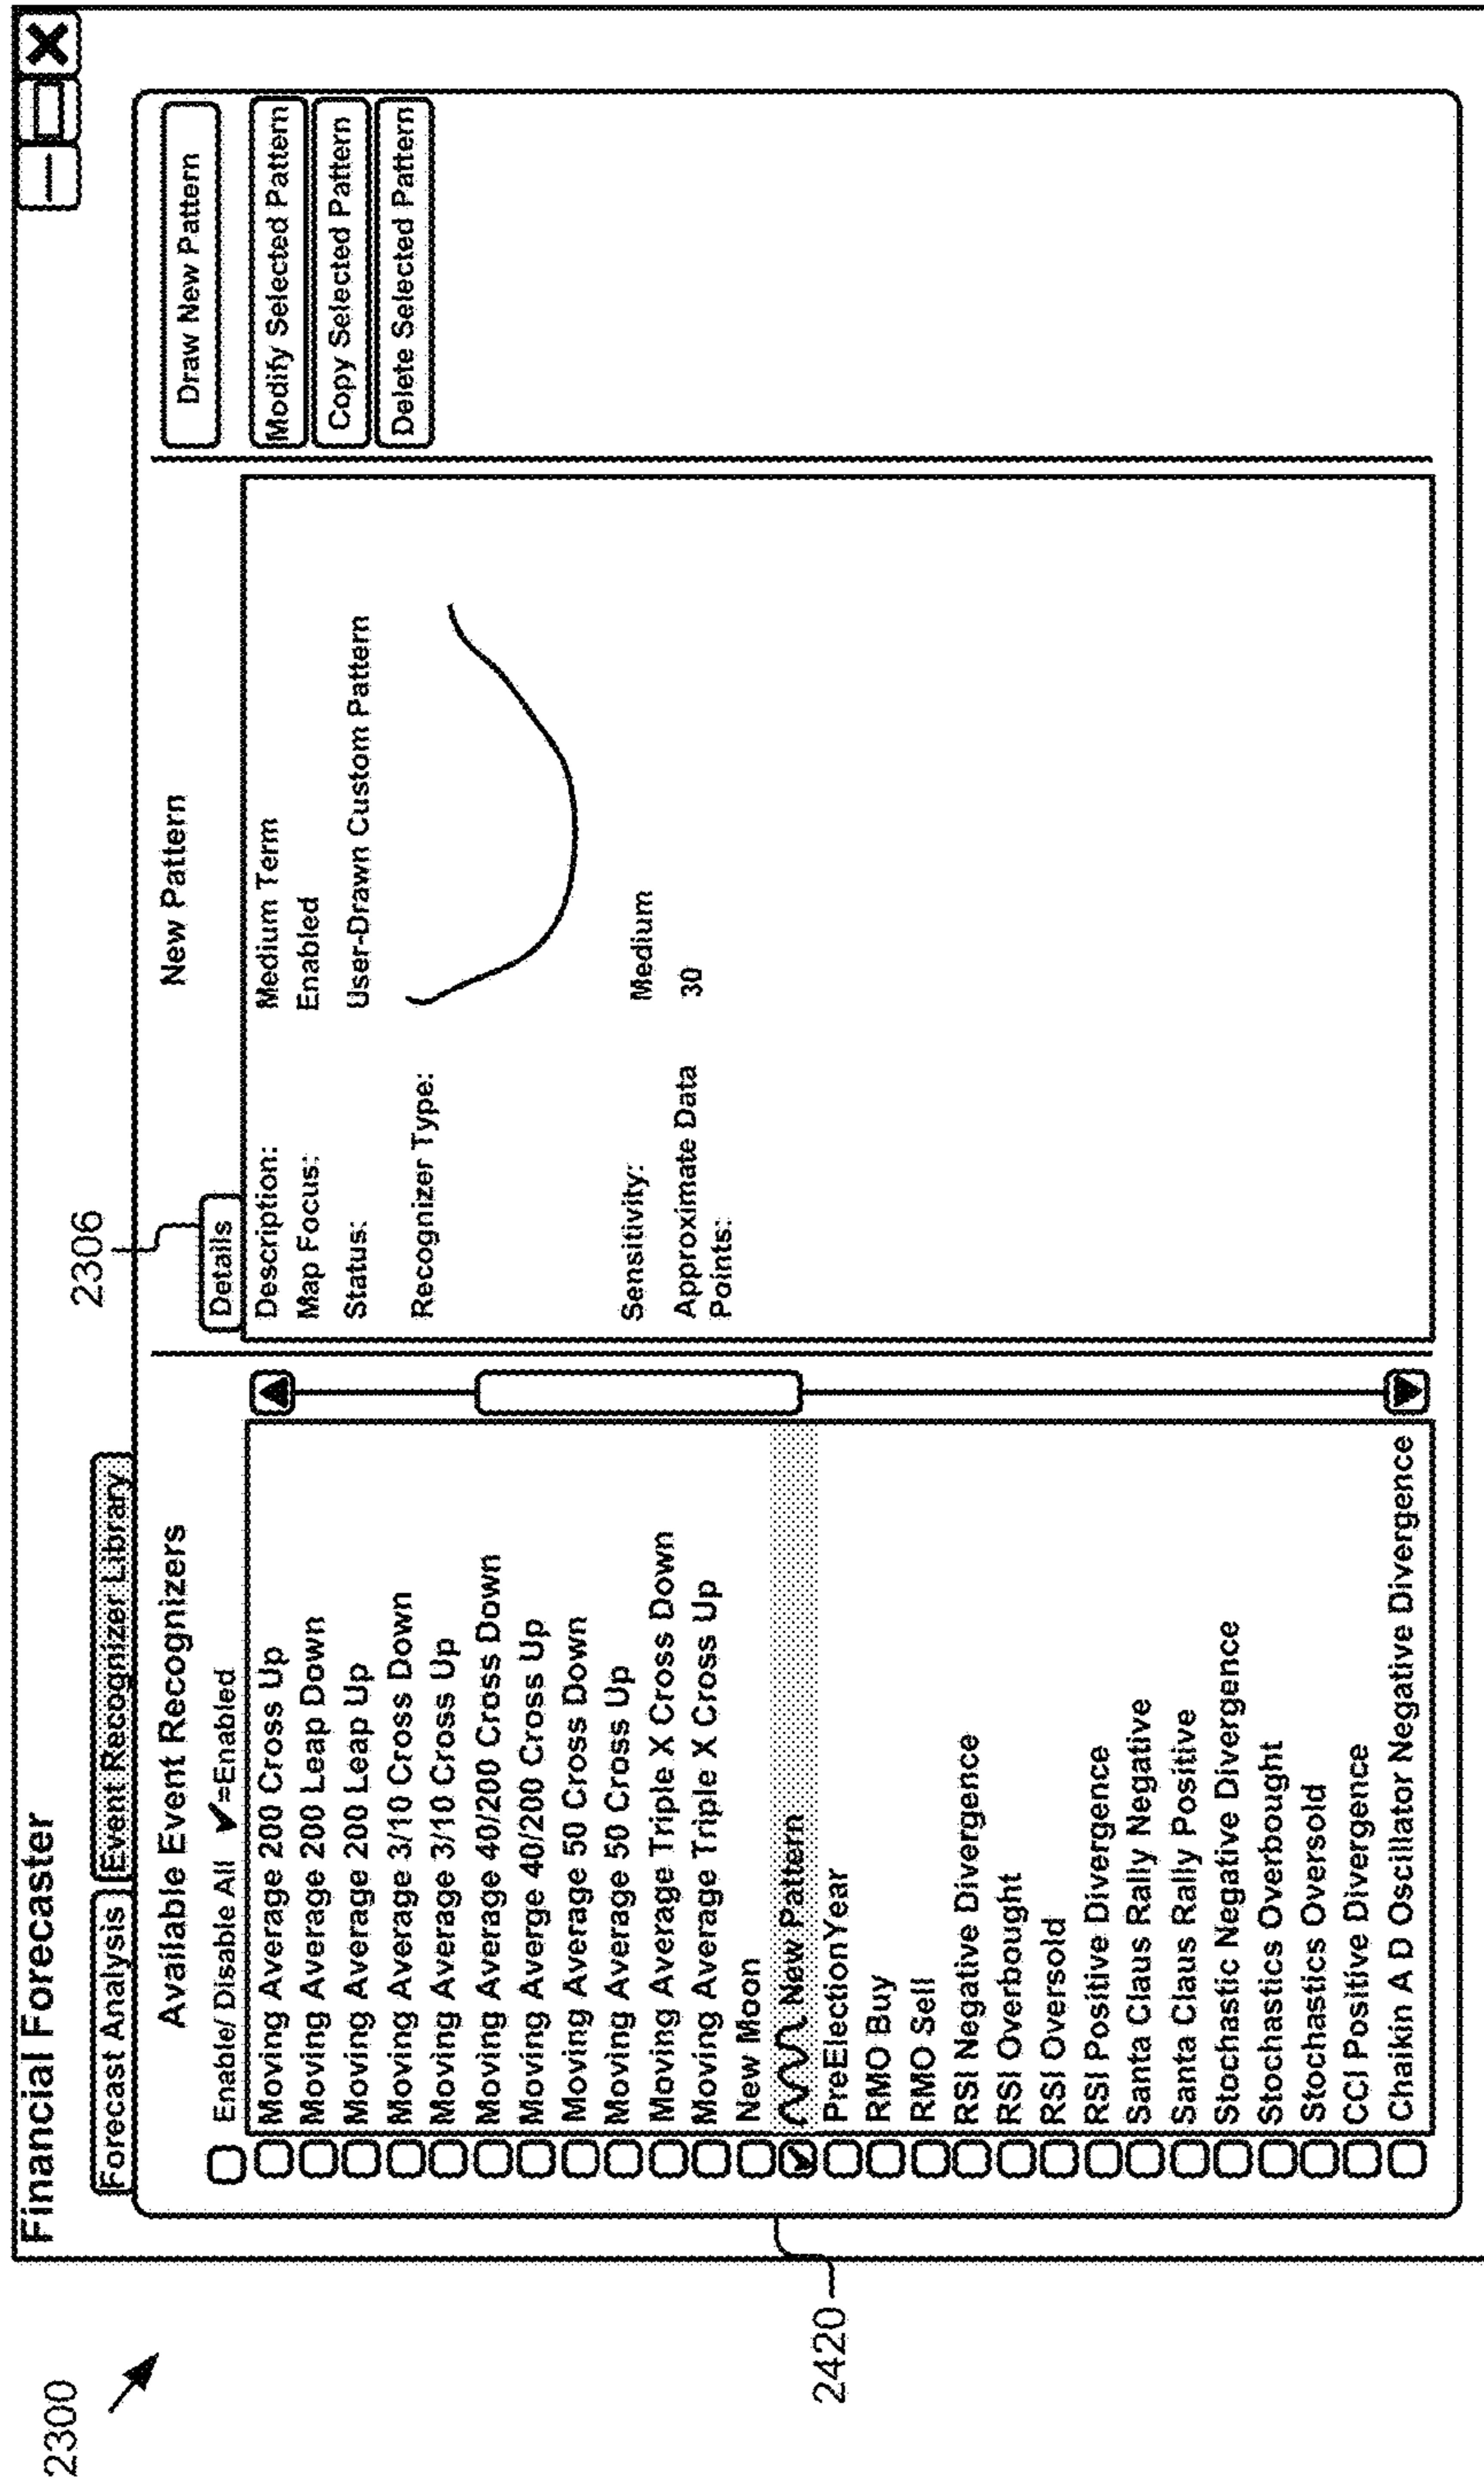 2300
Financial Forecaster
2306
Forecast Analysis
Event Recognizer Library
Available Event Recognizers
Enable/ Disable All ✔=Enabled
Moving Average 200 Cross Up
Moving Average 200 Leap Down
Moving Average 200 Leap Up
Moving Average 3/10 Cross Down
Moving Average 3/10 Cross Up
Moving Average 40/200 Cross Down
Moving Averge 40/200 Cross Up
Moving Average 50 Cross Down
Moving Average 50 Cross Up
Moving Average Triple X Cross Down
Moving Average Triple X Cross Up
New Moon
New Pattern
PreElectionYear
RMO Buy
RMO Sell
RSI Negative Divergence
RSI Overbought
RSI Oversold
RSI Positive Divergence
Santa Claus Rally Negative
Santa Claus Rally Positive
Stochastic Negative Divergence
Stochastics Overbought
Stochastics Oversold
CCI Positive Divergence
Chaikin A D Oscillator Negative Divergence
2420
New Pattern
Details
Description: Medium Term
Map Focus: Enabled
Status: User-Drawn Custom Pattern
Recognizer Type:
Sensitivity: Medium
Approximate Data 30
Points:
Draw New Pattern
Modify Selected Pattern
Copy Selected Pattern
Delete Selected Pattern